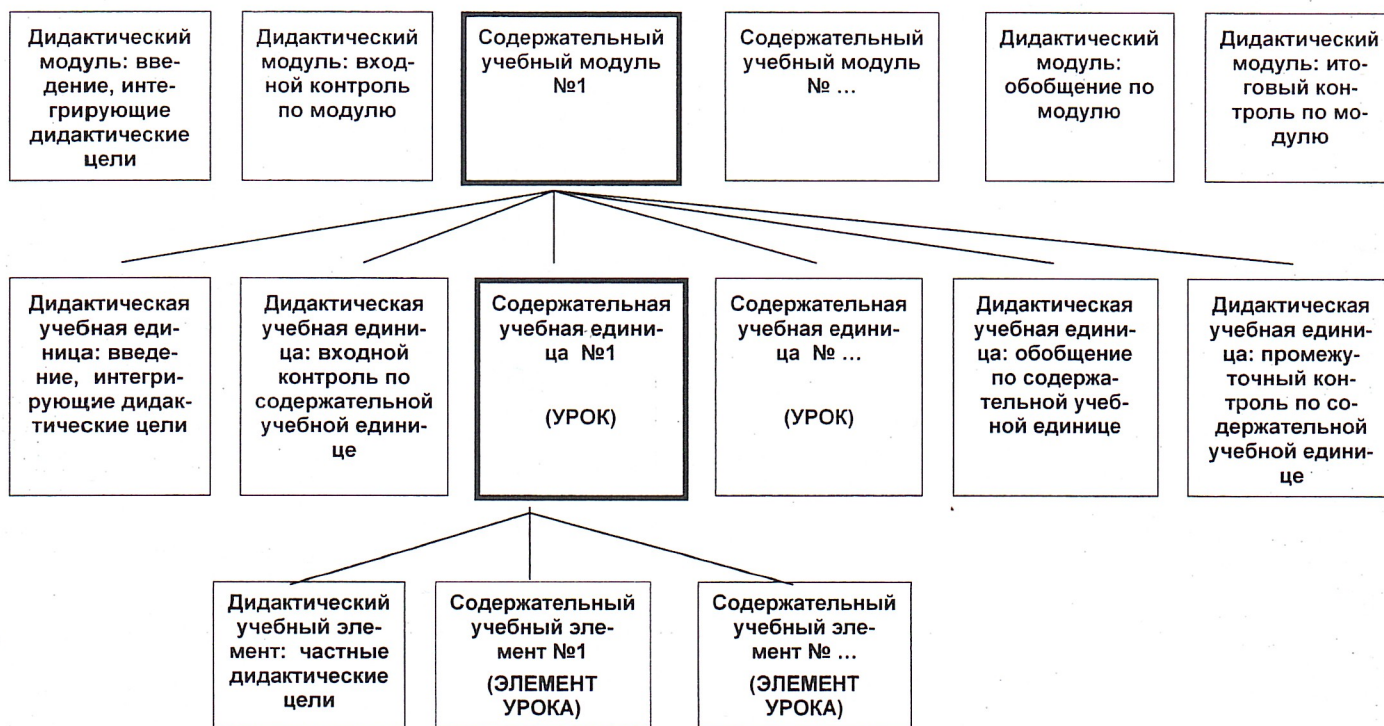 Дидактический
модуль: вве-
дение, инте-
грирующие
дидактические
цели
Дидактический
модуль: вход-
ной контроль
по модулю
Содержательный
учебный модуль
№1
Содержательный
учебный модуль
№ ...
Дидактический
модуль:
обобщение по
модулю
Дидактический
модуль: ито-
говый кон-
троль по мо-
дулю
Дидактическая
учебная еди-
ница: введе-
ние, интегри-
рующие дидак-
тические цели
Дидактическая
учебная едини-
ца: входной
контроль по
содержательной
учебной едини-
це
Содержательная
учебная едини-
ца №1
(УРОК)
Содержательная
учебная едини-
ца № ...
(УРОК)
Дидактическая
учебная едини-
ца: обобщение
по содержа-
тельной учеб-
ной единице
Дидактическая
учебная едини-
ца: промежу-
точный кон-
троль по со-
держательной
учебной едини-
це
Дидактический
учебный эле-
мент: частные
дидактические
цели
Содержательный
учебный эле-
мент №1
(ЭЛЕМЕНТ
УРОКА)
Содержательный
учебный эле-
мент № ...
(ЭЛЕМЕНТ
УРОКА)